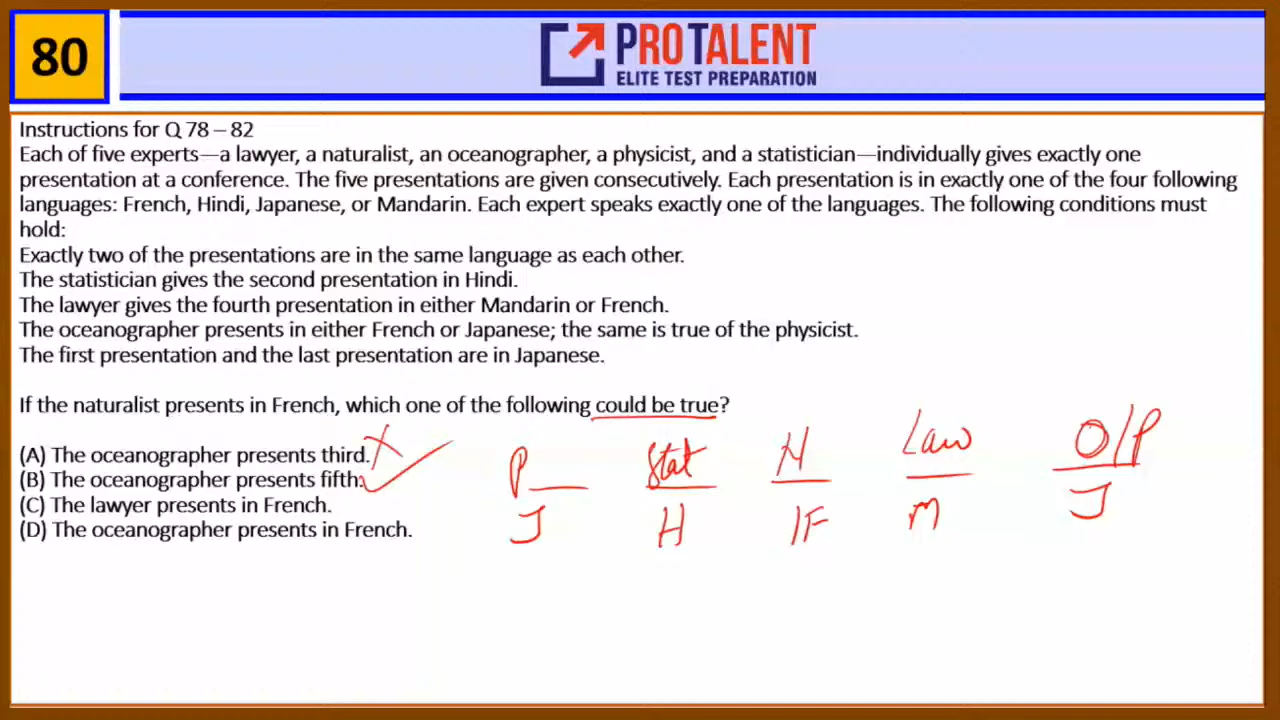 80
PROTALENT
ELITE TEST PREPARATION
Instructions for Q 78 – 82
Each of five experts—a lawyer, a naturalist, an oceanographer, a physicist, and a statistician—individually gives exactly one
presentation at a conference. The five presentations are given consecutively. Each presentation is in exactly one of the four following
languages: French, Hindi, Japanese, or Mandarin. Each expert speaks exactly one of the languages. The following conditions must
hold:
Exactly two of the presentations are in the same language as each other.
The statistician gives the second presentation in Hindi.
The lawyer gives the fourth presentation in either Mandarin or French.
The oceanographer presents in either French or Japanese; the same is true of the physicist.
The first presentation and the last presentation are in Japanese.
If the naturalist presents in French, which one of the following could be true?
(A) The oceanographer presents third.
(B) The oceanographer presents fifth.
(C) The lawyer presents in French.
(D) The oceanographer presents in French.
P Stat N Law O/P
J H 1F M J